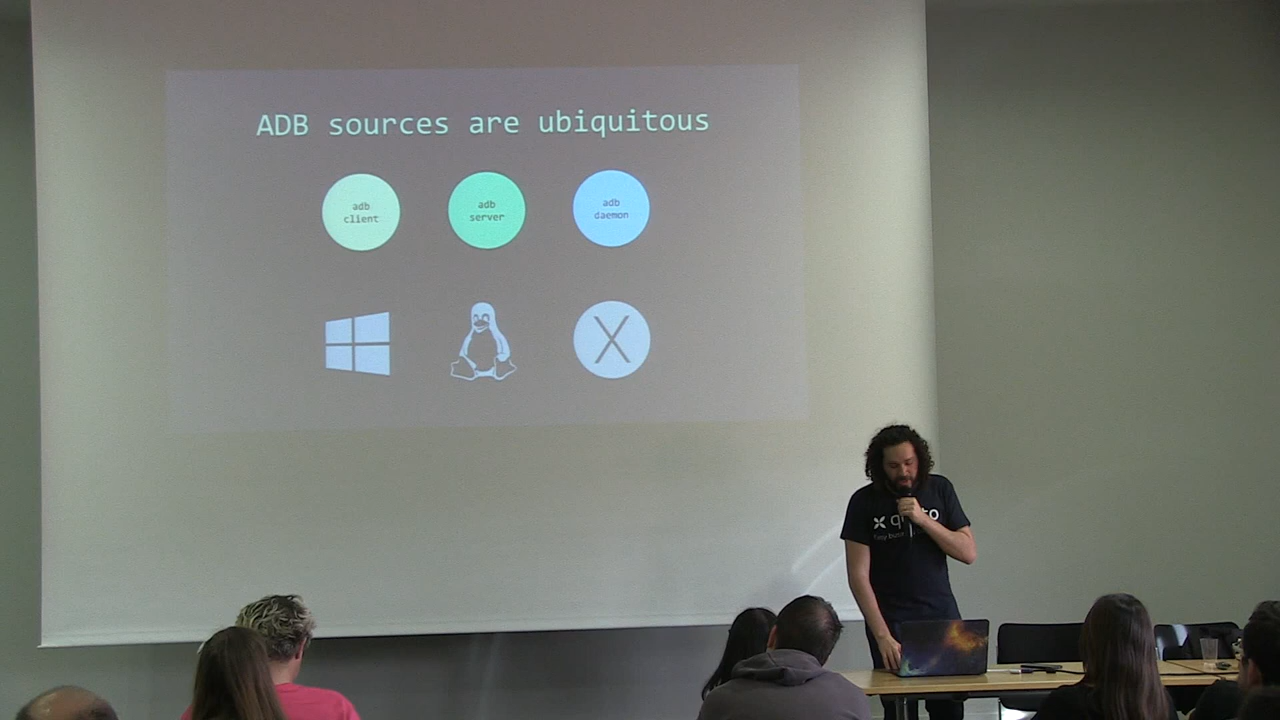 ADB sources are ubiquitous
adb
client
adb
server
adb
daemon
X